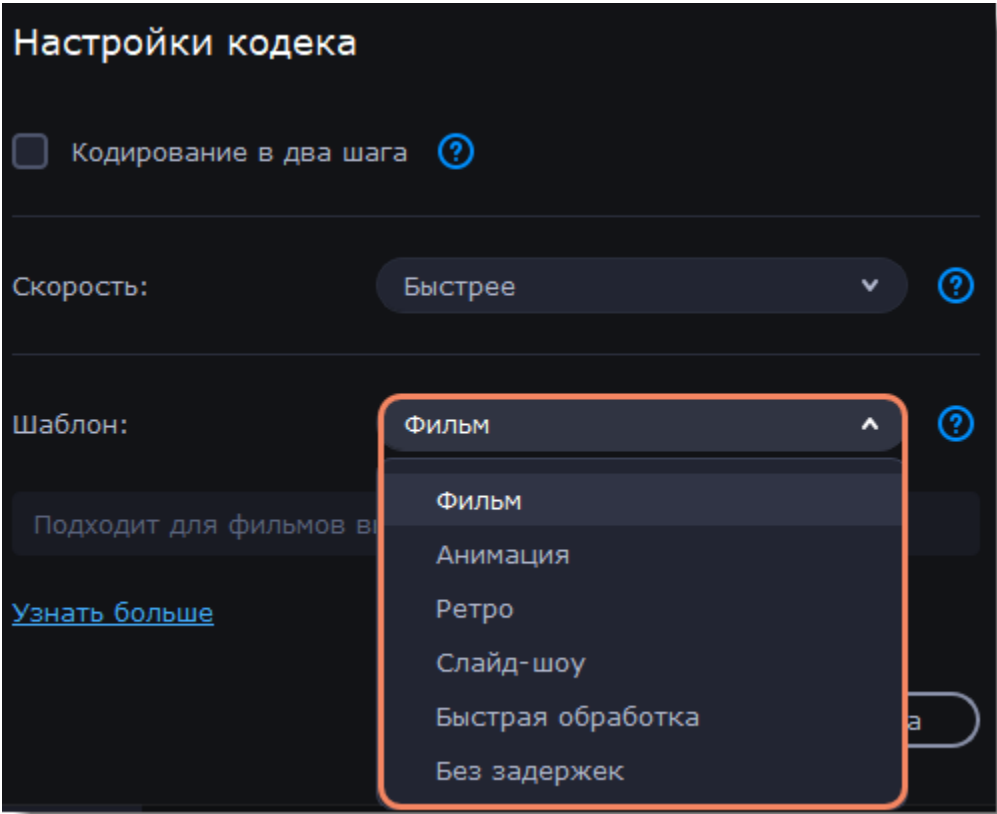 Настройки кодека
Кодирование в два шага
Скорость: Быстрее
Шаблон: Фильм
Фильм
Подходит для фильмов
Анимация
Узнать больше
Ретро
Слайд-шоу
Быстрая обработка
Без задержек